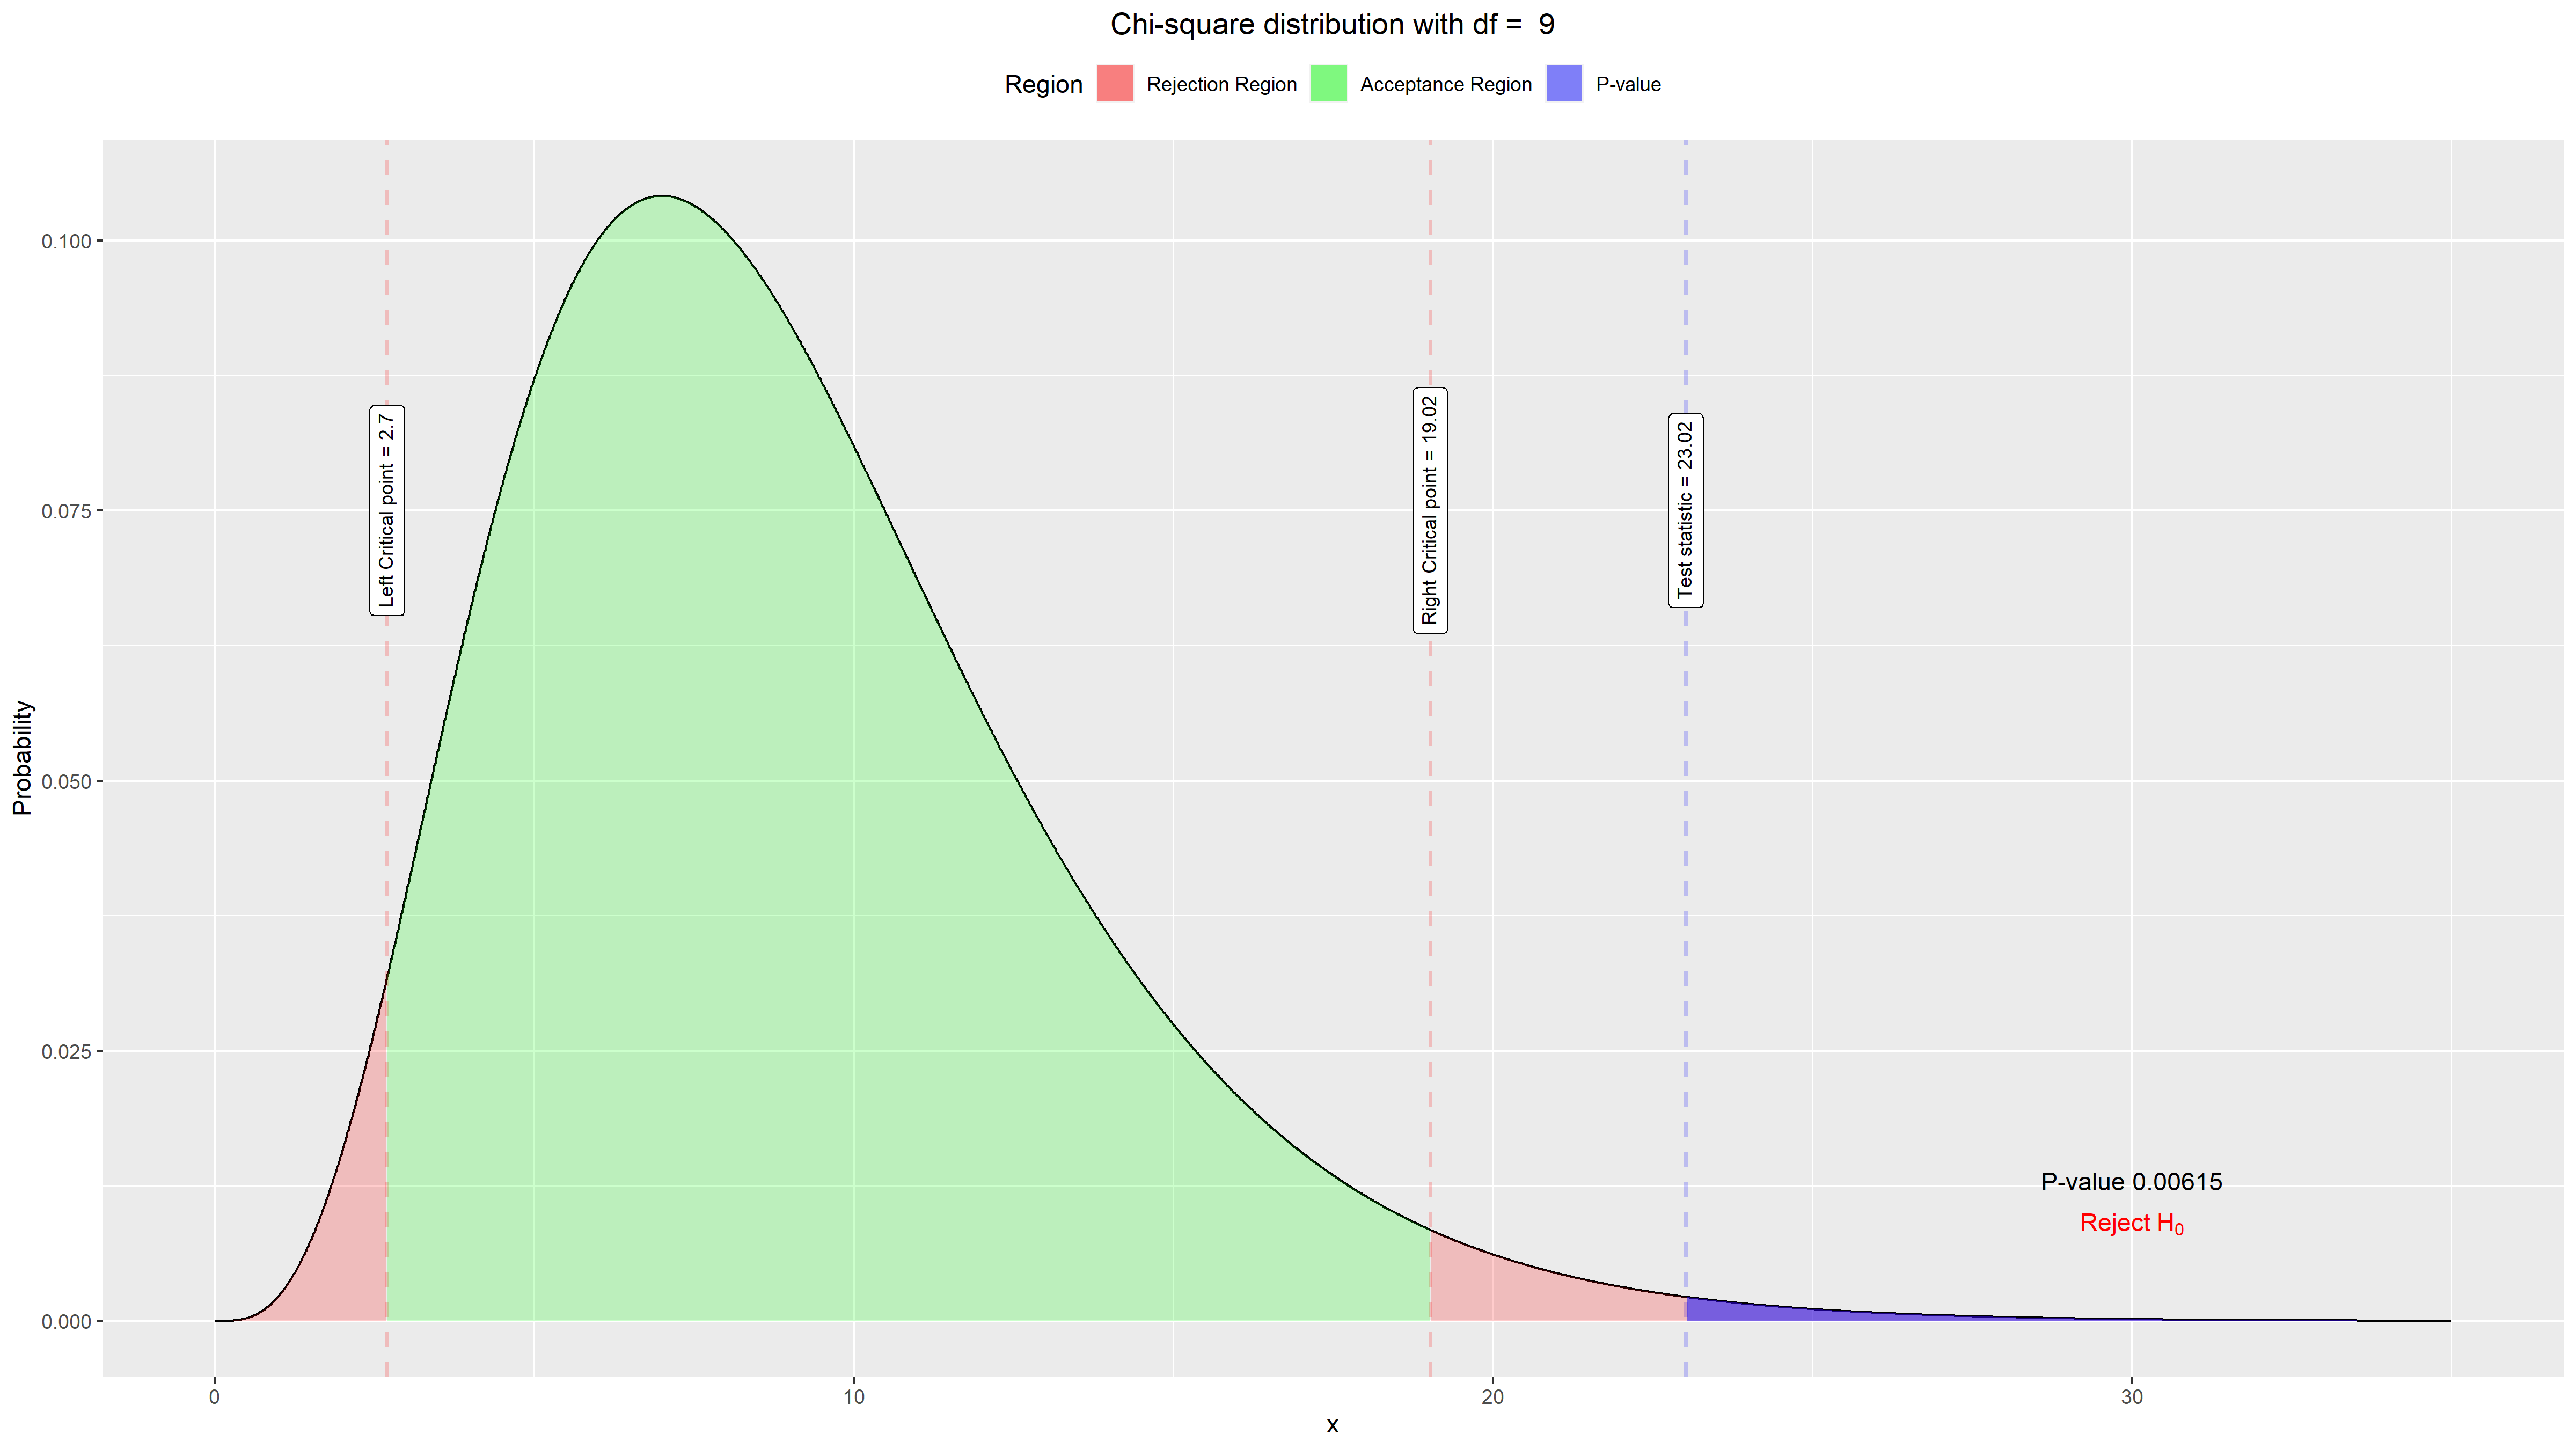 Chi-square distribution with df =  9
Region Rejection Region Acceptance Region P-value
0.100
0.075
0.050
0.025
0.000
Probability
Left Critical point = 2.7
Right Critical point = 19.02
Test statistic = 23.02
P-value 0.00615
Reject H₀
0 10 20 30
x